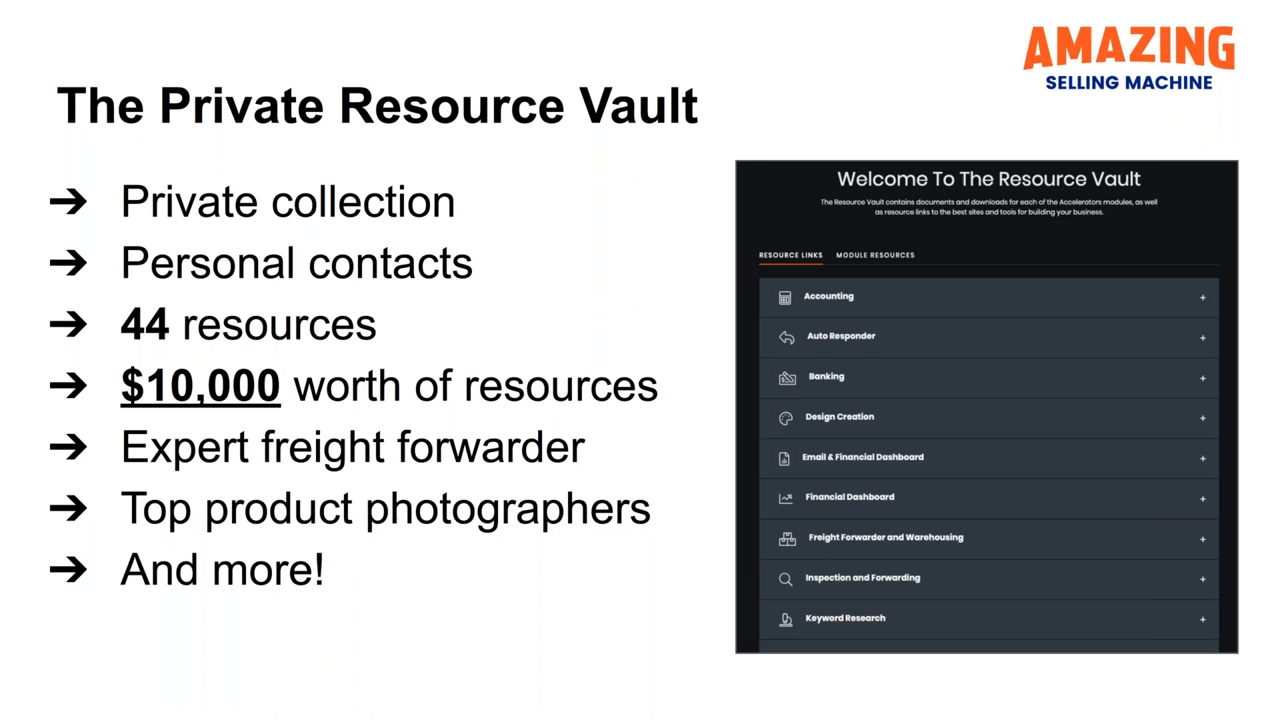 AMAZING
SELLING MACHINE
The Private Resource Vault
➔ Private collection
➔ Personal contacts
➔ 44 resources
➔ $10,000 worth of resources
➔ Expert freight forwarder
➔ Top product photographers
➔ And more!
Welcome To The Resource Vault
The Resource Vault contains documents and downloads for each of the Accelerators modules, as well
as resource links to the best sites and tools for building your business.
RESOURCE LINKS MODULE RESOURCES
Accounting +
Auto Responder +
Banking +
Design Creation +
Email & Financial Dashboard +
Financial Dashboard +
Freight Forwarder and Warehousing +
Inspection and Forwarding +
Keyword Research +